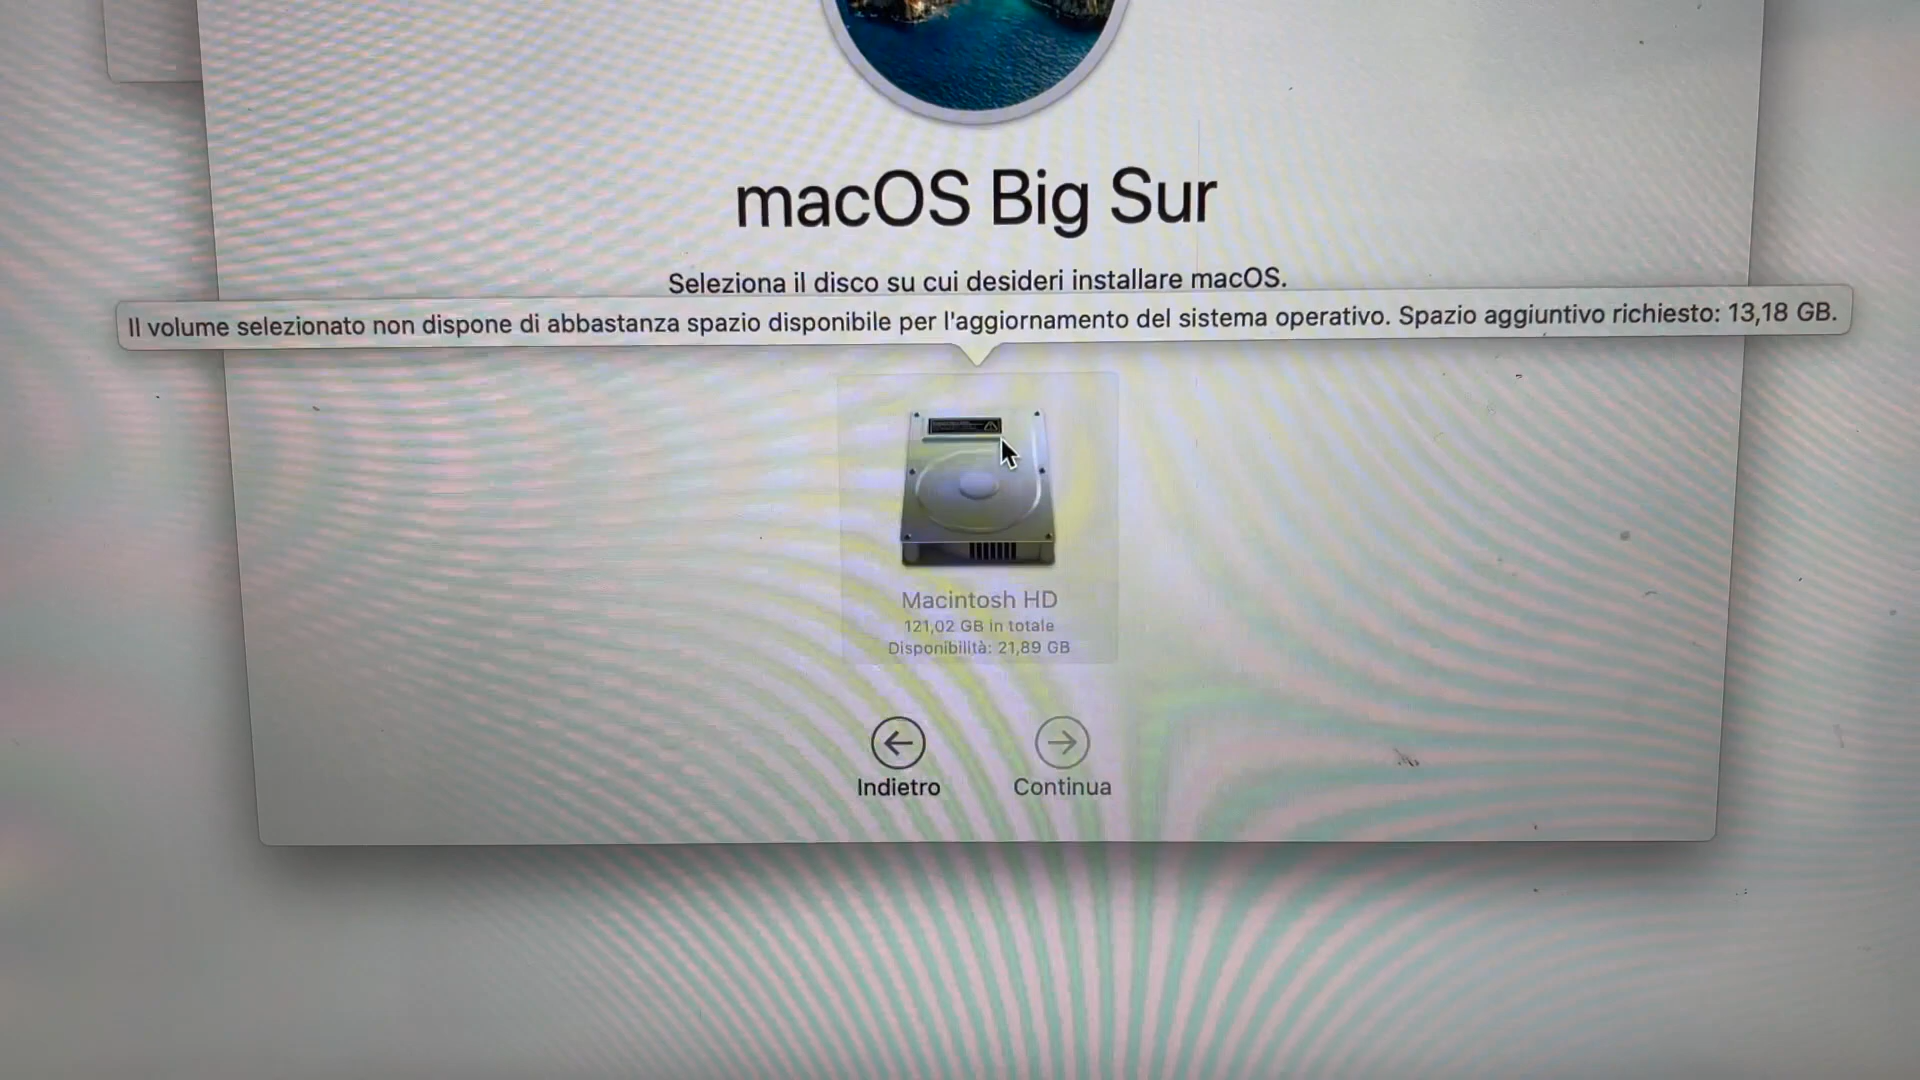 macOS Big Sur
Seleziona il disco su cui desideri installare macOS.
Il volume selezionato non dispone di abbastanza spazio disponibile per l'aggiornamento del sistema operativo. Spazio aggiuntivo richiesto: 13,18 GB.
Macintosh HD
121,02 GB in totale
Disponibilità: 21,89 GB
Indietro
Continua